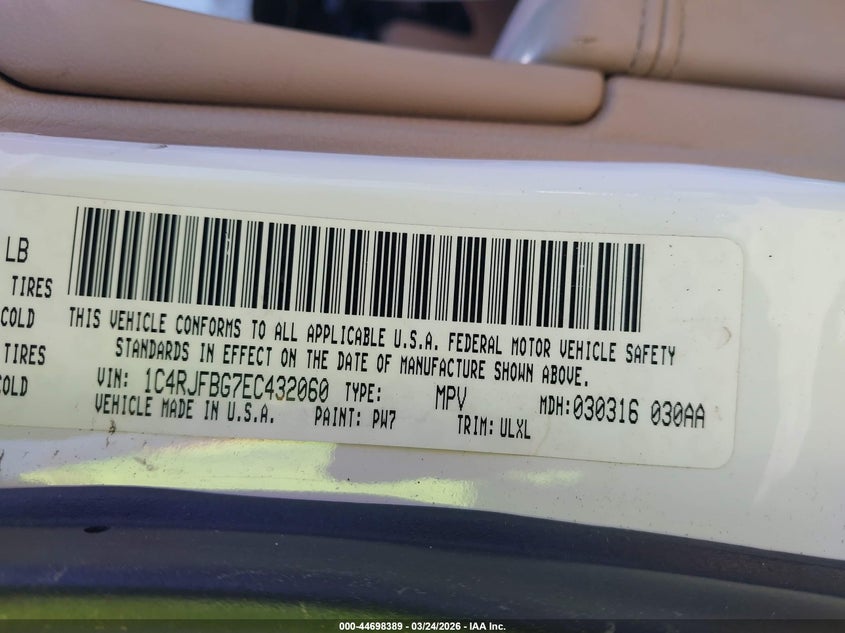 LB
TIRES
COLD
TIRES
COLD
THIS VEHICLE CONFORMS TO ALL APPLICABLE U.S.A. FEDERAL MOTOR VEHICLE SAFETY
STANDARDS IN EFFECT ON THE DATE OF MANUFACTURE SHOWN ABOVE.
VIN: 1C4RJFBG7EC432060 TYPE: MPV MDH:030316 030AA
VEHICLE MADE IN U.S.A. PAINT: PW7 TRIM: ULXL
000-44698389 - 03/24/2026 - IAA Inc.